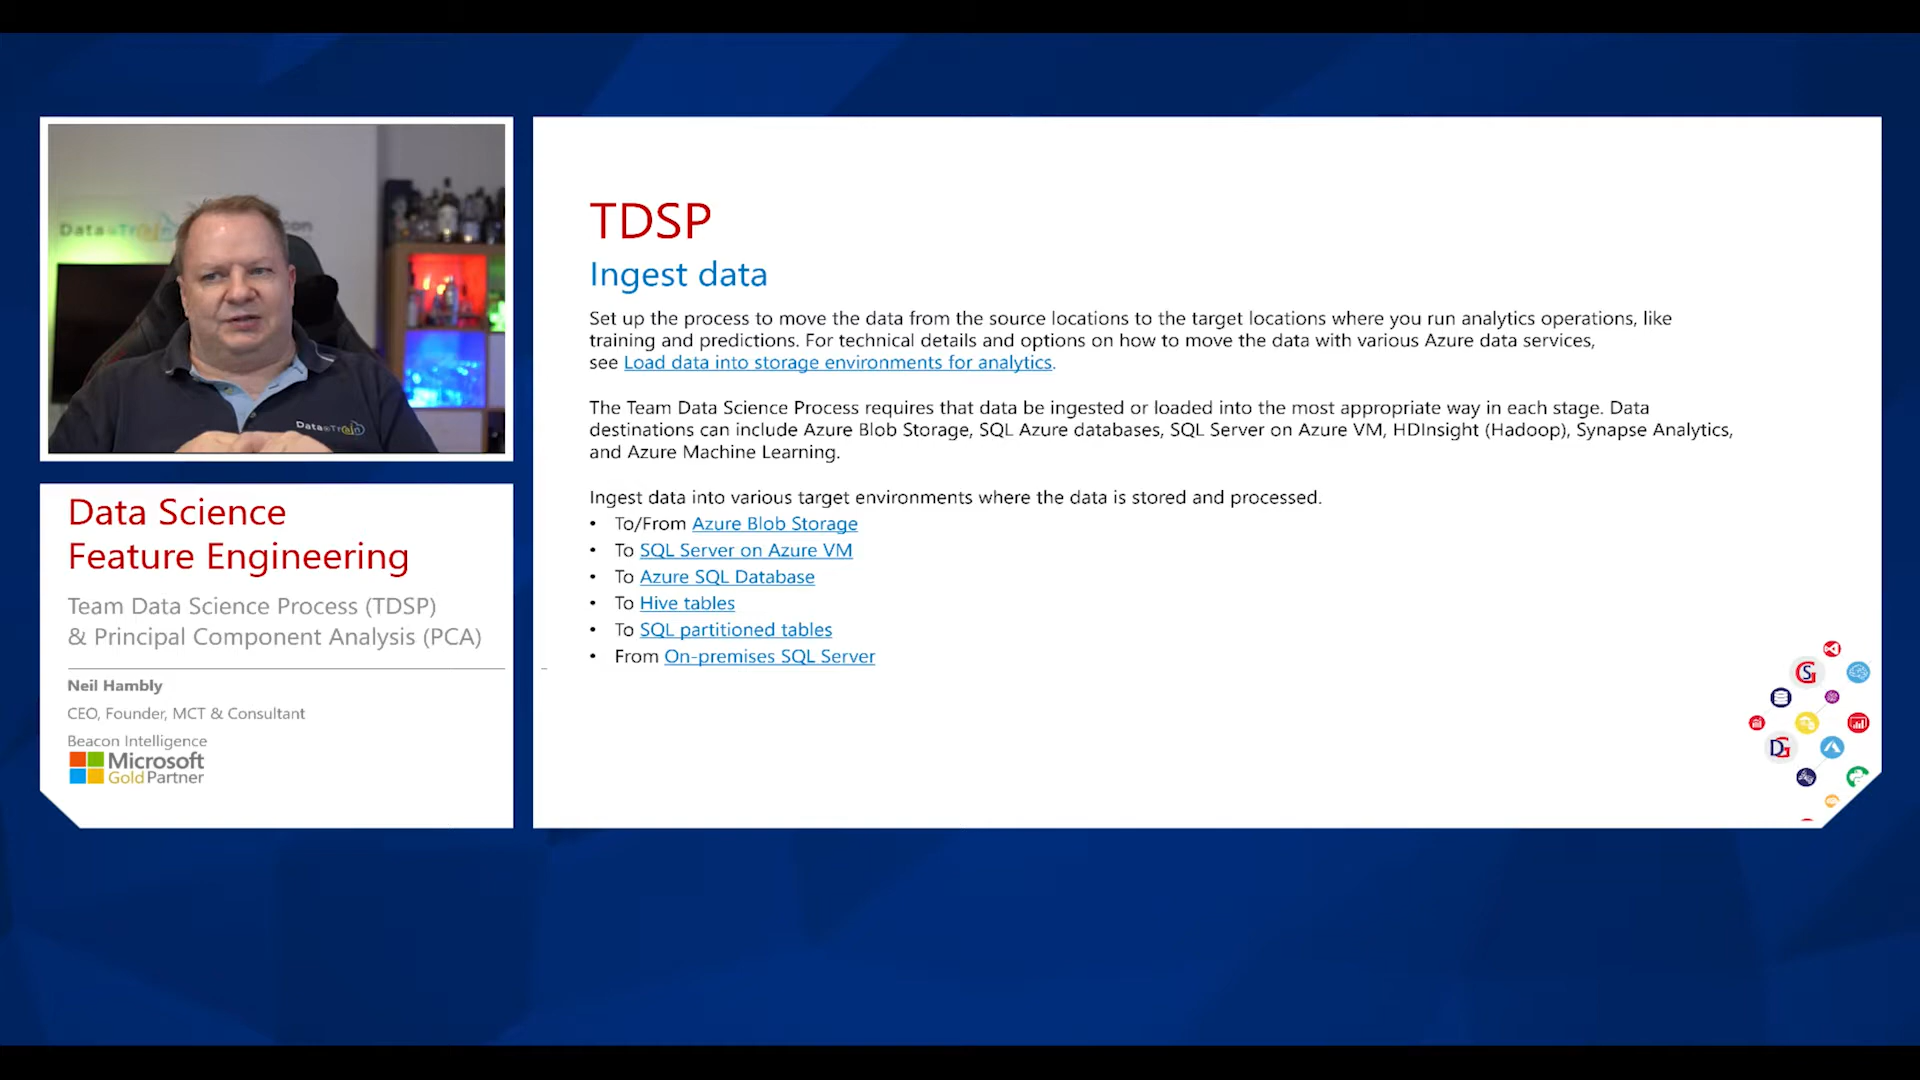 Data Science
Feature Engineering
Team Data Science Process (TDSP)
& Principal Component Analysis (PCA)
Neil Hambly
CEO, Founder, MCT & Consultant
Beacon Intelligence
Microsoft
Gold Partner
TDSP
Ingest data
Set up the process to move the data from the source locations to the target locations where you run analytics operations, like
training and predictions. For technical details and options on how to move the data with various Azure data services,
see Load data into storage environments for analytics.
The Team Data Science Process requires that data be ingested or loaded into the most appropriate way in each stage. Data
destinations can include Azure Blob Storage, SQL Azure databases, SQL Server on Azure VM, HDInsight (Hadoop), Synapse Analytics,
and Azure Machine Learning.
Ingest data into various target environments where the data is stored and processed.
• To/From Azure Blob Storage
• To SQL Server on Azure VM
• To Azure SQL Database
• To Hive tables
• To SQL partitioned tables
• From On-premises SQL Server